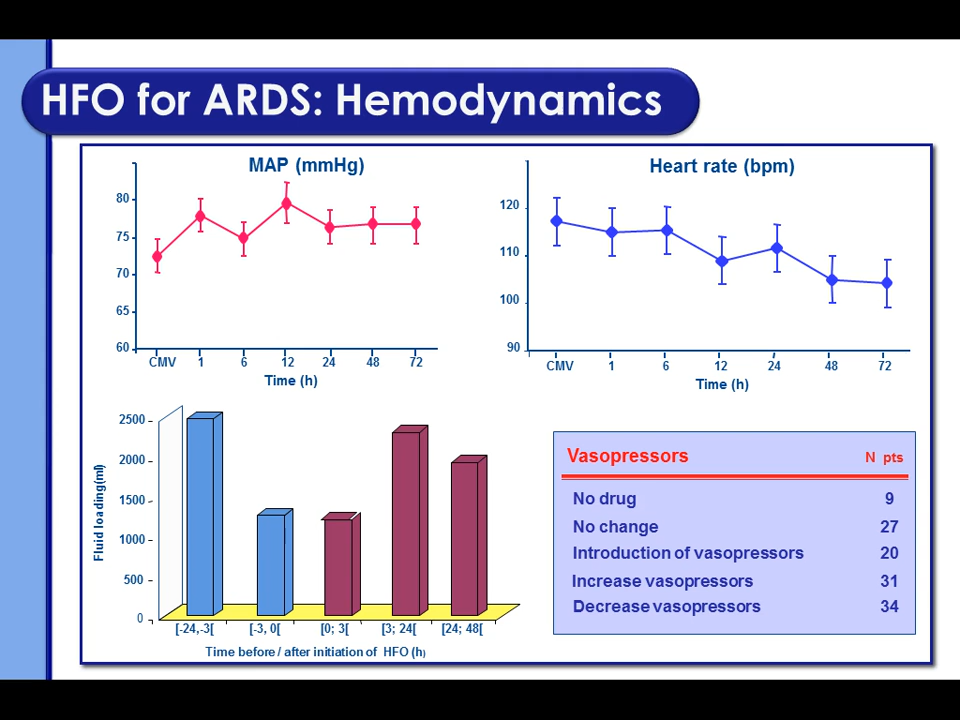 HFO for ARDS: Hemodynamics
MAP (mmHg)
80
75
70
65
60
CMV 1 6 12 24 48 72
Time (h)
Heart rate (bpm)
120
110
100
90
CMV 1 6 12 24 48 72
Time (h)
Fluid loading(ml)
2500
2000
1500
1000
500
0
[-24,-3[ [-3, 0[ [0; 3[ [3; 24[ [24; 48[
Time before / after initiation of HFO (h)
Vasopressors N pts
No drug 9
No change 27
Introduction of vasopressors 20
Increase vasopressors 31
Decrease vasopressors 34